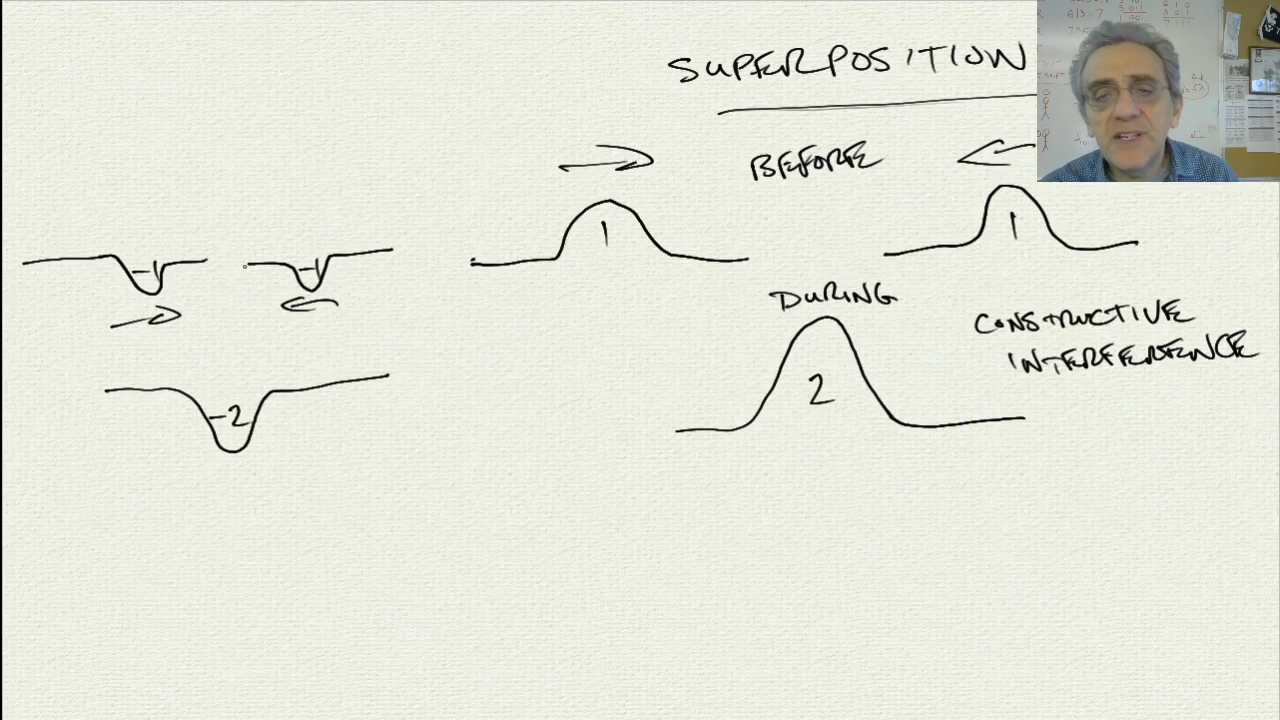 SUPERPOSITION
BEFORE
1
1
-1
-1
DURING
CONSTRUCTIVE
INTERFERENCE
2
-2